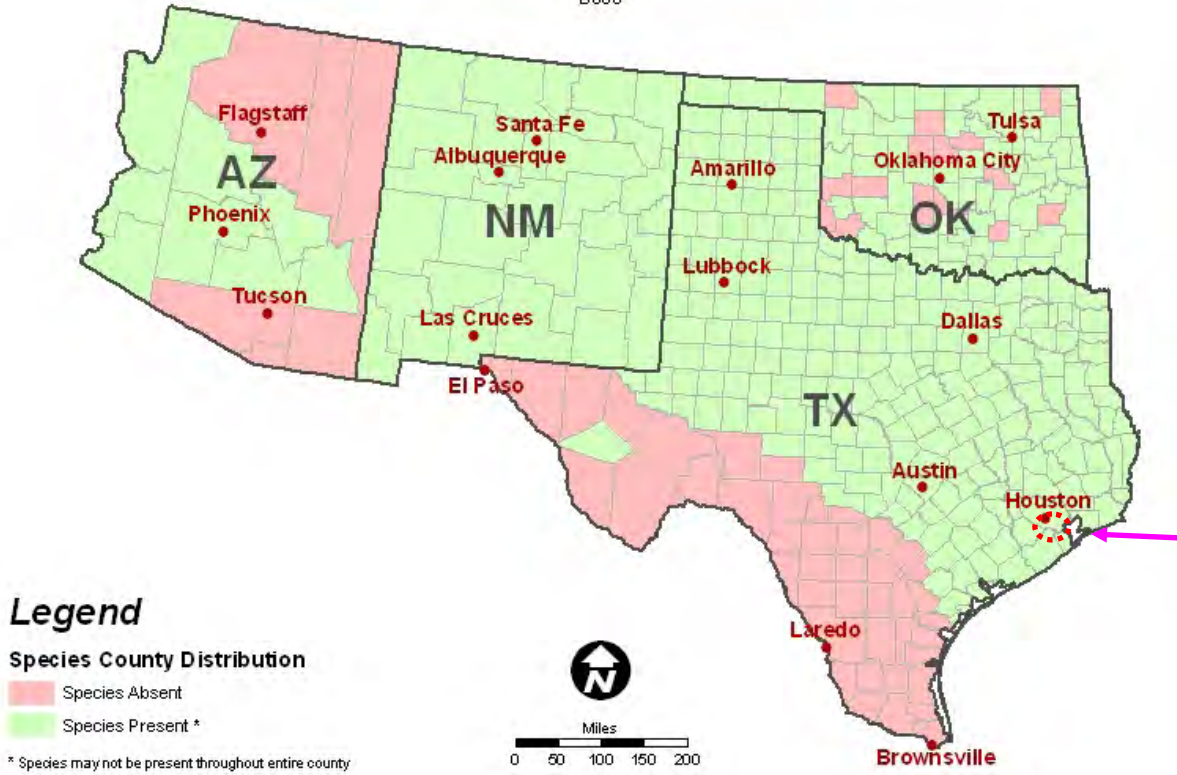 Flagstaff
Santa Fe
Tulsa
Albuquerque
Oklahoma City
AZ
Amarillo
Phoenix
NM
OK
Lubbock
Tucson
Las Cruces
Dallas
El Paso
TX
Austin
Houston
Legend
Laredo
Species County Distribution
Species Absent
N
Species Present *
Miles
0 50 100 150 200
Brownsville
* Species may not be present throughout entire county